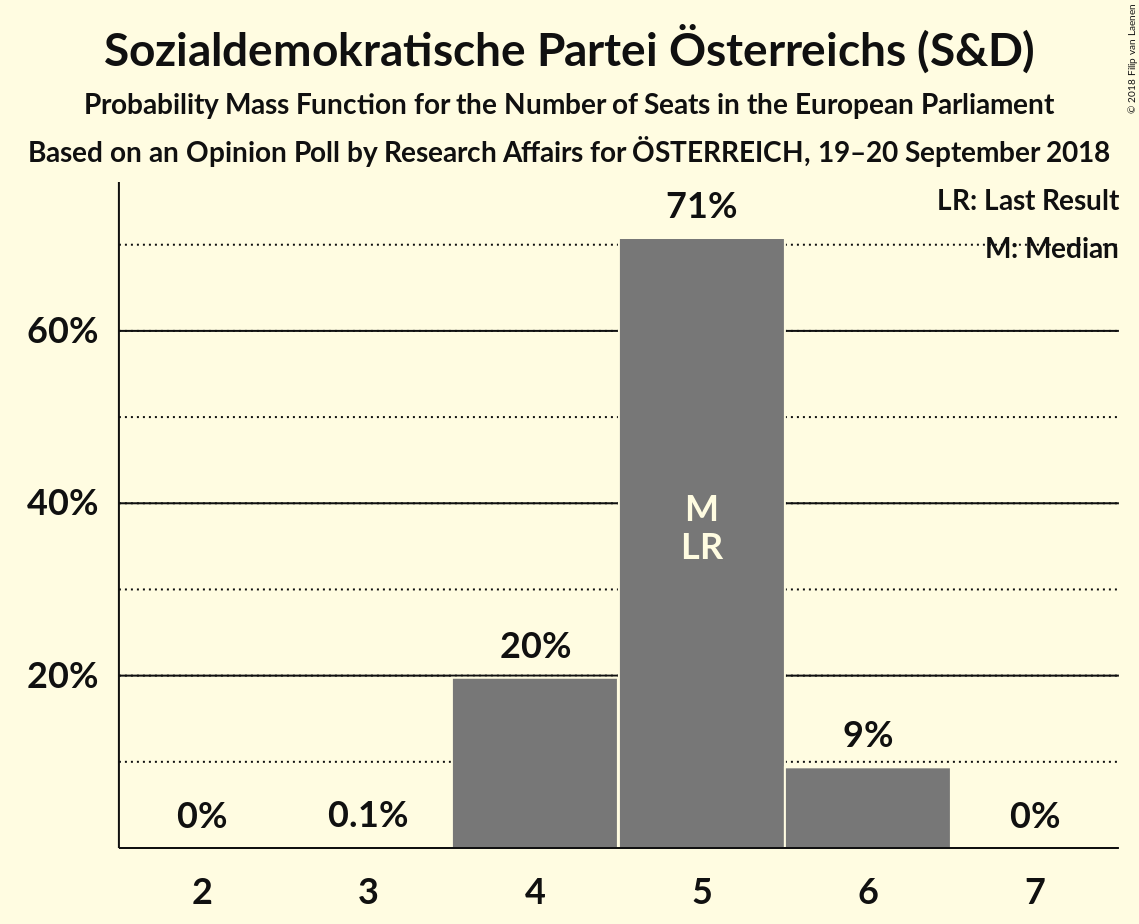 Sozialdemokratische Partei Österreichs (S&D)
Probability Mass Function for the Number of Seats in the European Parliament
Based on an Opinion Poll by Research Affairs for ÖSTERREICH, 19–20 September 2018
© 2018 Filip van Laenen
LR: Last Result
M: Median
71%
60%
40%
M
LR
20%
20%
9%
0%
0.1%
0%
2
3
4
5
6
7